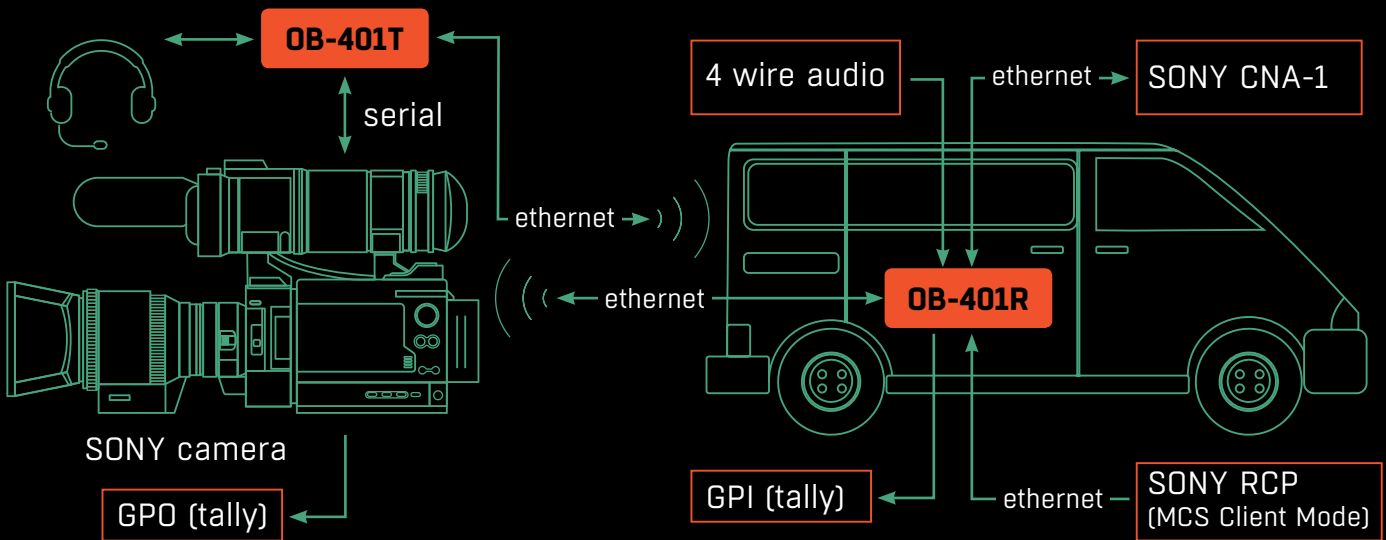 OB-401T
serial
4 wire audio
ethernet
SONY CNA-1
ethernet
ethernet
OB-401R
SONY camera
GPO (tally)
GPI (tally)
ethernet
SONY RCP
(MCS Client Mode)